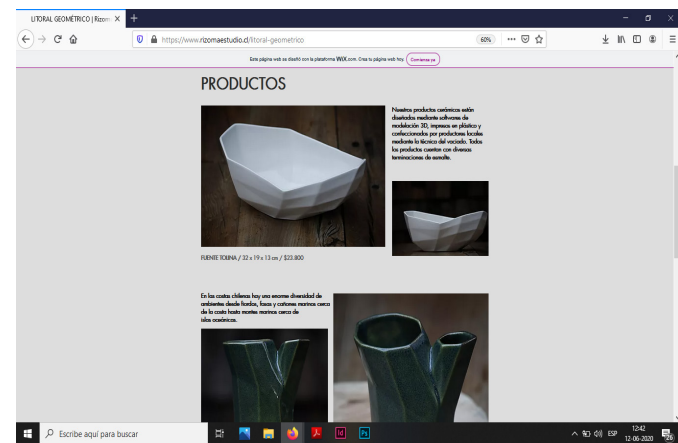 LITORAL GEOMÉTRICO | Rizom
https://www.rizomaestudio.cl/litoral-geometrico
60%
Este página web se diseñó con la plataforma WiX.com. Crea tu página web hoy. Comienza ya
PRODUCTOS
Nuestros productos cerámicos están
diseñados mediante softwares de
modelación 3D, impresos en plástico y
confeccionados por productores locales
mediante la técnica del vaciado. Todos
los productos cuentan con diversas
terminaciones de esmalte.
FUENTE TOLINA / 32 x 19 x 13 cm / $23.800
En las costas chilenas hay una enorme diversidad de
ambientes desde fiordos, fosas y cañones marinos cerca
de la costa hasta montes marinos cerca de
islas oceánicas.
Escribe aquí para buscar
Id
Ps
ESP
12:42
12-06-2020
26